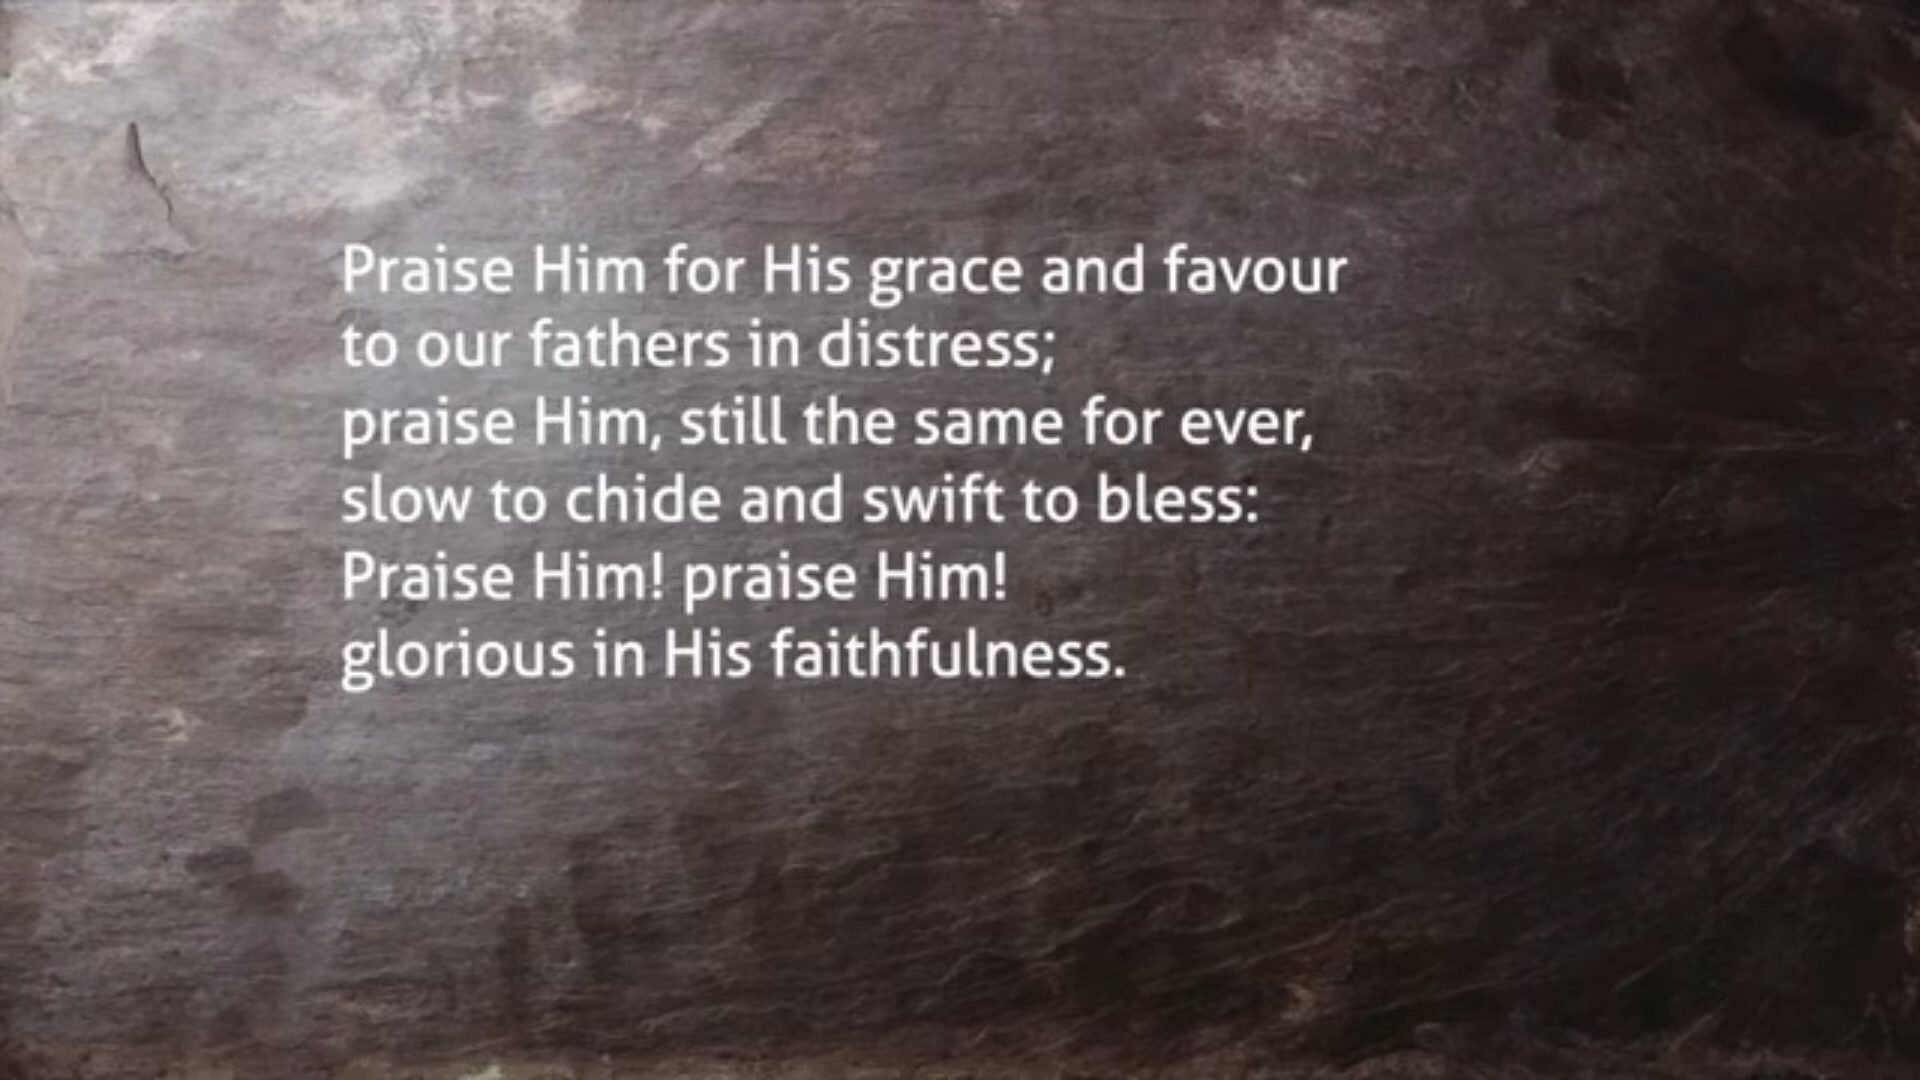 Praise Him for His grace and favour
to our fathers in distress;
praise Him, still the same for ever,
slow to chide and swift to bless:
Praise Him! praise Him!
glorious in His faithfulness.